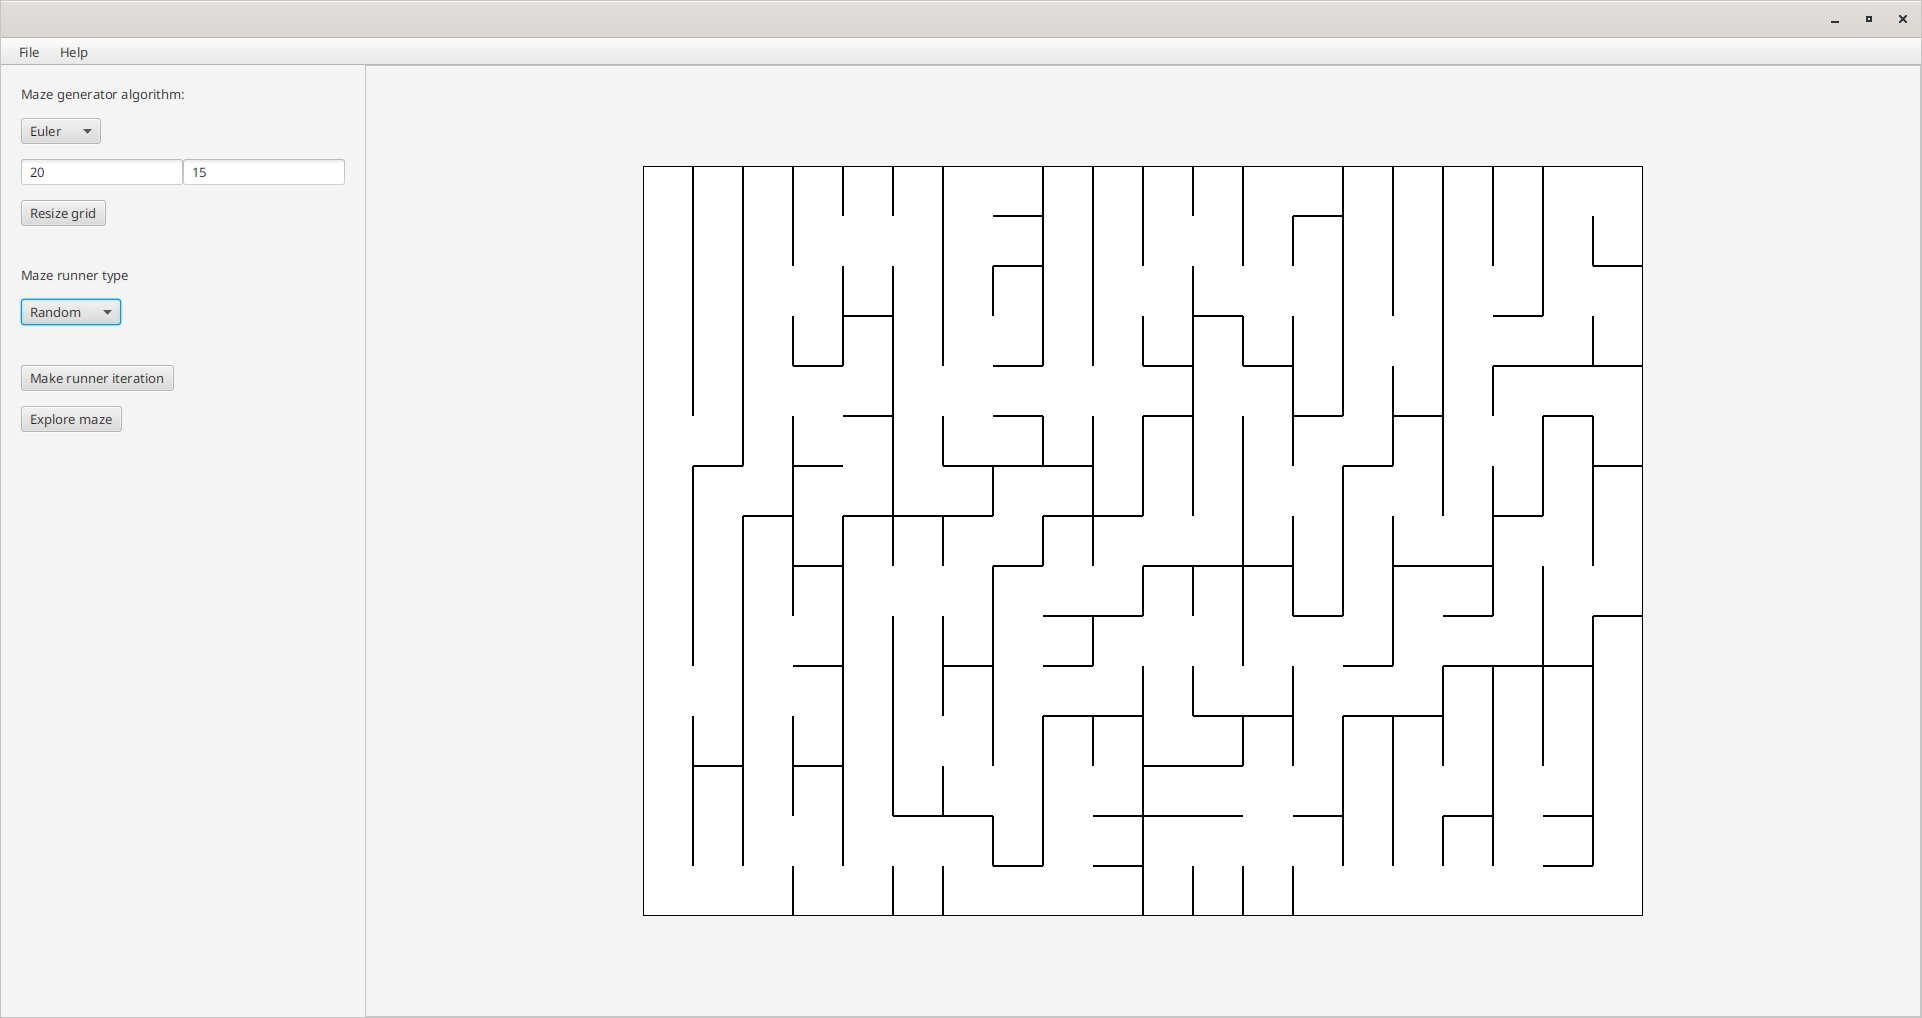 File Help
Maze generator algorithm:
Euler
20 15
Resize grid
Maze runner type
Random
Make runner iteration
Explore maze